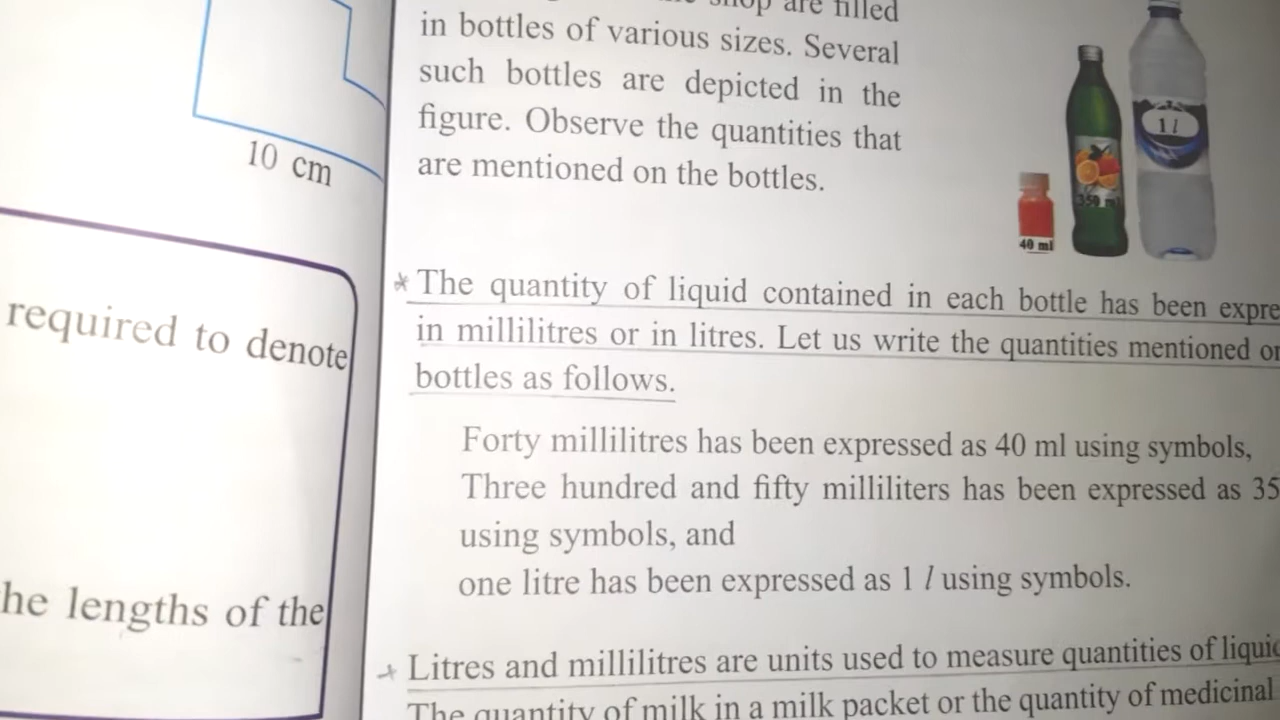 10 cm
required to denote
he lengths of the
shop are filled
in bottles of various sizes. Several
such bottles are depicted in the
figure. Observe the quantities that
are mentioned on the bottles.
40 ml
350 ml
1 l
* The quantity of liquid contained in each bottle has been expre
in millilitres or in litres. Let us write the quantities mentioned on
bottles as follows.
Forty millilitres has been expressed as 40 ml using symbols,
Three hundred and fifty milliliters has been expressed as 35
using symbols, and
one litre has been expressed as 1 l using symbols.
Litres and millilitres are units used to measure quantities of liquid
The quantity of milk in a milk packet or the quantity of medicinal